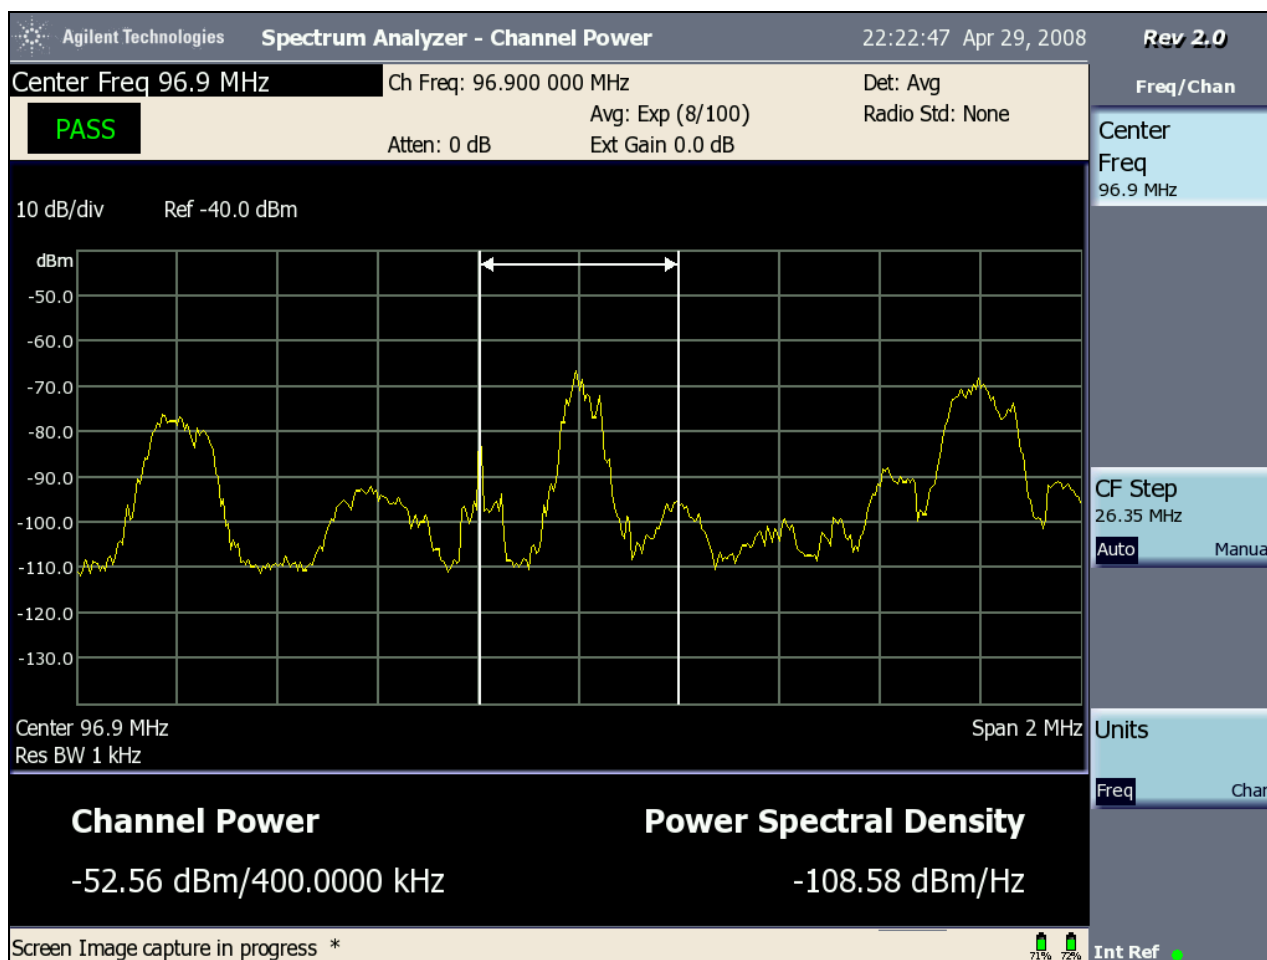 Agilent Technologies Spectrum Analyzer - Channel Power 22:22:47 Apr 29, 2008 Rev 2.0
Center Freq 96.9 MHz Ch Freq: 96.900 000 MHz Det: Avg Freq/Chan
PASS Avg: Exp (8/100) Radio Std: None
Atten: 0 dB Ext Gain 0.0 dB
Center
Freq
96.9 MHz
10 dB/div Ref -40.0 dBm
dBm
-50.0
-60.0
-70.0
-80.0
-90.0
-100.0
-110.0
-120.0
-130.0
CF Step
26.35 MHz
Auto Manua
Center 96.9 MHz Span 2 MHz
Res BW 1 kHz
Units
Freq Char
Channel Power Power Spectral Density
-52.56 dBm/400.0000 kHz -108.58 dBm/Hz
Screen Image capture in progress * 71% 72% Int Ref